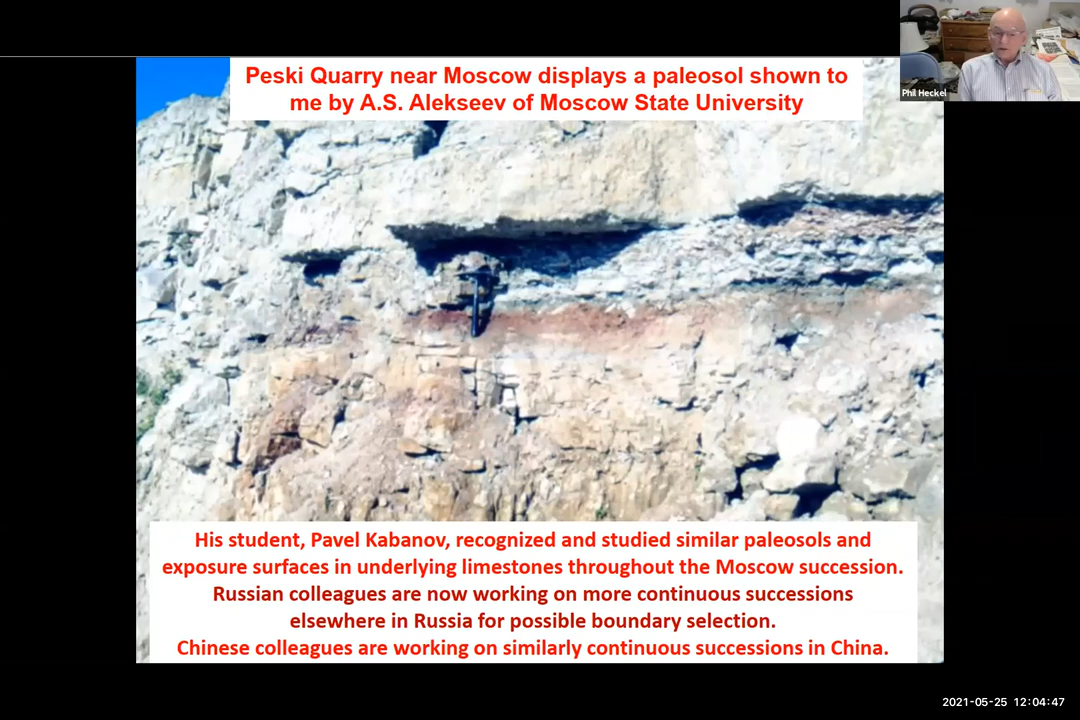 Peski Quarry near Moscow displays a paleosol shown to
me by A.S. Alekseev of Moscow State University
Phil Heckel
His student, Pavel Kabanov, recognized and studied similar paleosols and
exposure surfaces in underlying limestones throughout the Moscow succession.
Russian colleagues are now working on more continuous successions
elsewhere in Russia for possible boundary selection.
Chinese colleagues are working on similarly continuous successions in China.
2021-05-25 12:04:47